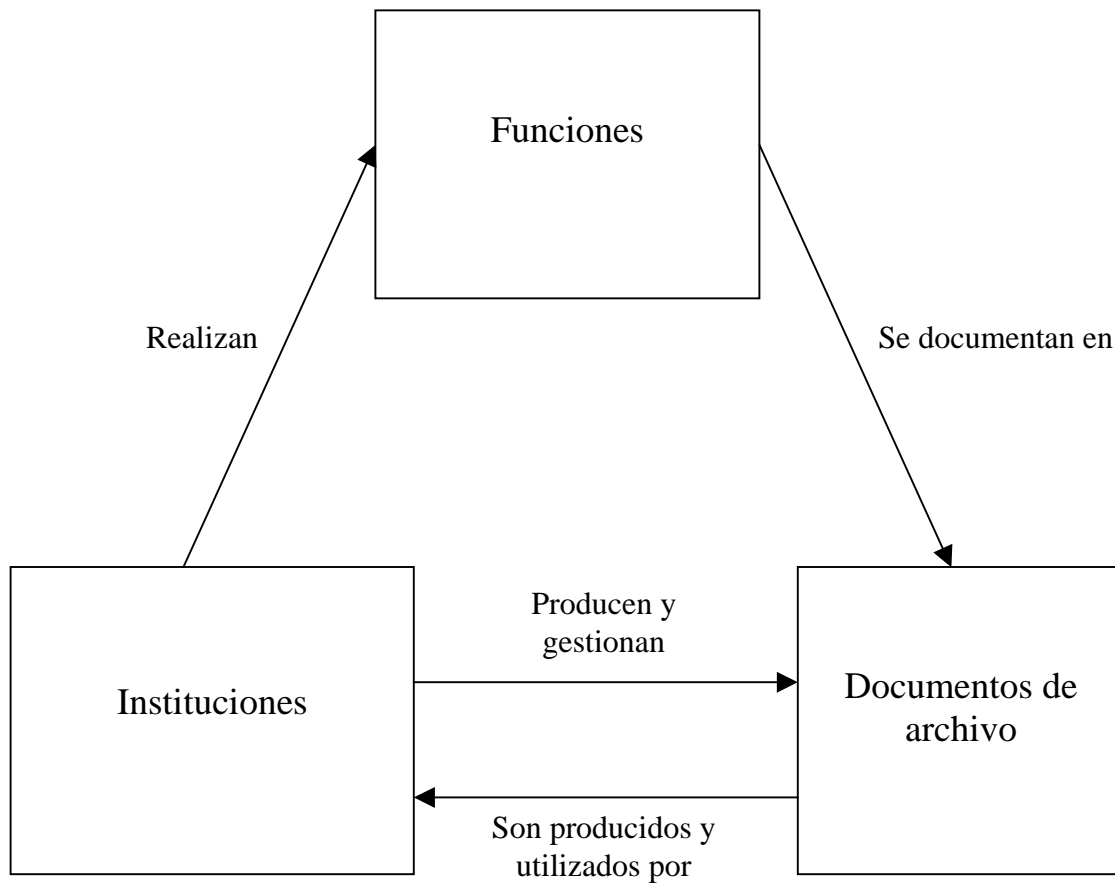 Funciones
Realizan
Se documentan en
Producen y
gestionan
Instituciones
Documentos de
archivo
Son producidos y
utilizados por